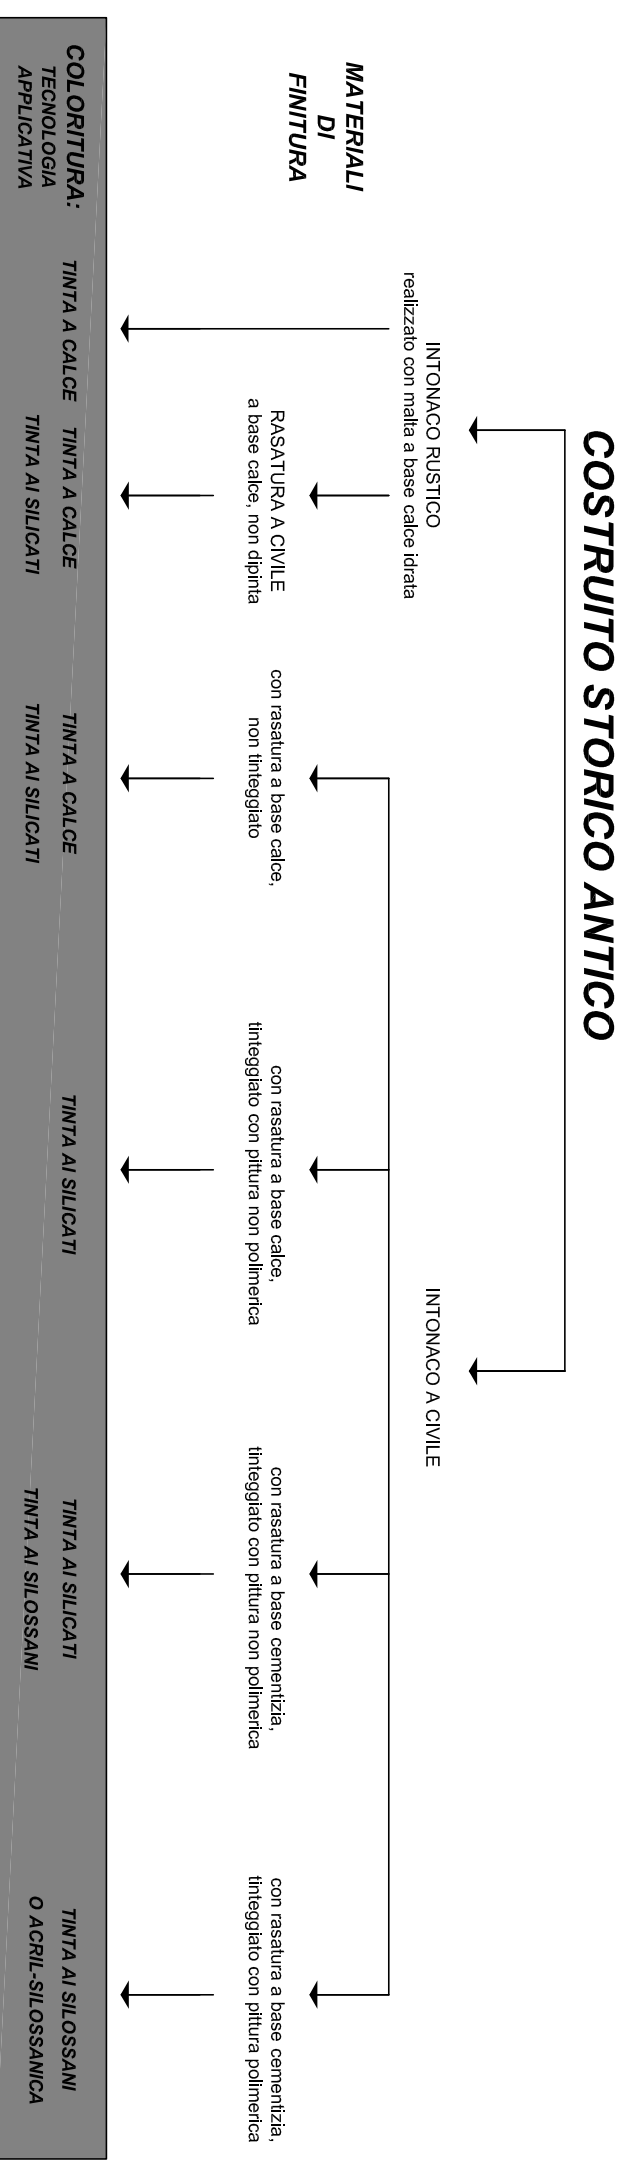 COSTRUITO STORICO ANTICO
INTONACO RUSTICO
realizzato con malta a base calce idrata
INTONACO A CIVILE
MATERIALI
DI
FINITURA
RASATURA A CIVILE
a base calce, non dipinta
con rasatura a base calce,
non tinteggiato
con rasatura a base calce,
tinteggiato con pittura non polimerica
con rasatura a base cementizia,
tinteggiato con pittura non polimerica
con rasatura a base cementizia,
tinteggiato con pittura polimerica
COLORITURA:
TECNOLOGIA
APPLICATIVA
TINTA A CALCE
TINTA A CALCE
TINTA AI SILICATI
TINTA A CALCE
TINTA AI SILICATI
TINTA AI SILICATI
TINTA AI SILICATI
TINTA AI SILOSSANI
TINTA AI SILOSSANI
O ACRIL-SILOSSANICA